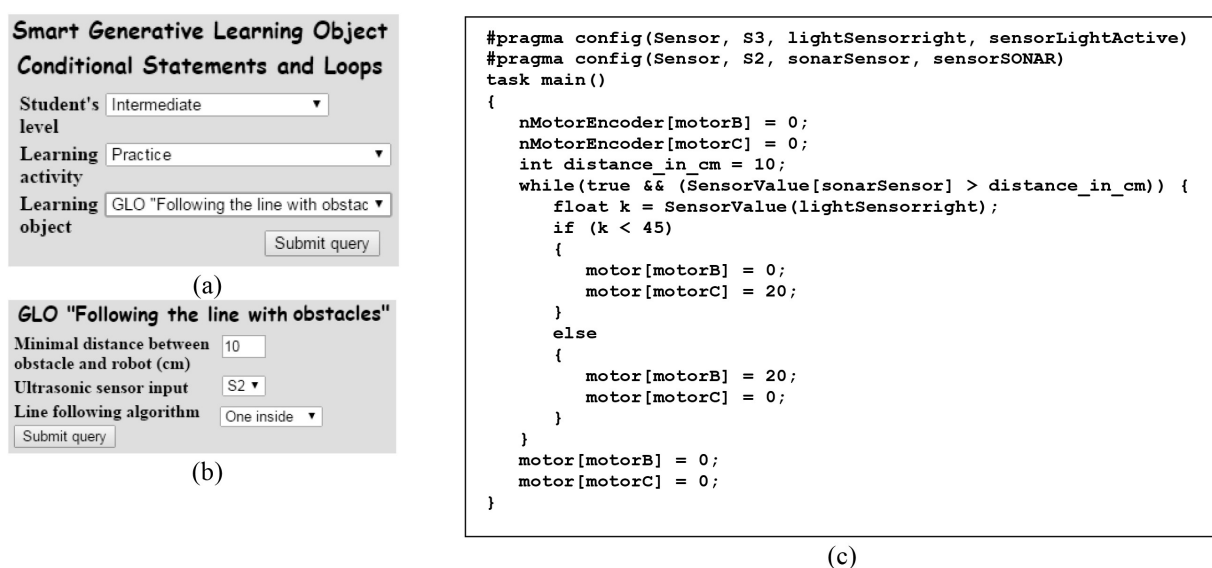 Smart Generative Learning Object
Conditional Statements and Loops
Student's level Intermediate
Learning activity Practice
Learning object GLO "Following the line with obstac
Submit query
(a)
GLO "Following the line with obstacles"
Minimal distance between obstacle and robot (cm) 10
Ultrasonic sensor input S2
Line following algorithm One inside
Submit query
(b)
#pragma config(Sensor, S3, lightSensorright, sensorLightActive)
#pragma config(Sensor, S2, sonarSensor, sensorSONAR)
task main()
{
   nMotorEncoder[motorB] = 0;
   nMotorEncoder[motorC] = 0;
   int distance_in_cm = 10;
   while(true && (SensorValue[sonarSensor] > distance_in_cm)) {
      float k = SensorValue(lightSensorright);
      if (k < 45)
      {
         motor[motorB] = 0;
         motor[motorC] = 20;
      }
      else
      {
         motor[motorB] = 20;
         motor[motorC] = 0;
      }
   }
   motor[motorB] = 0;
   motor[motorC] = 0;
}
(c)